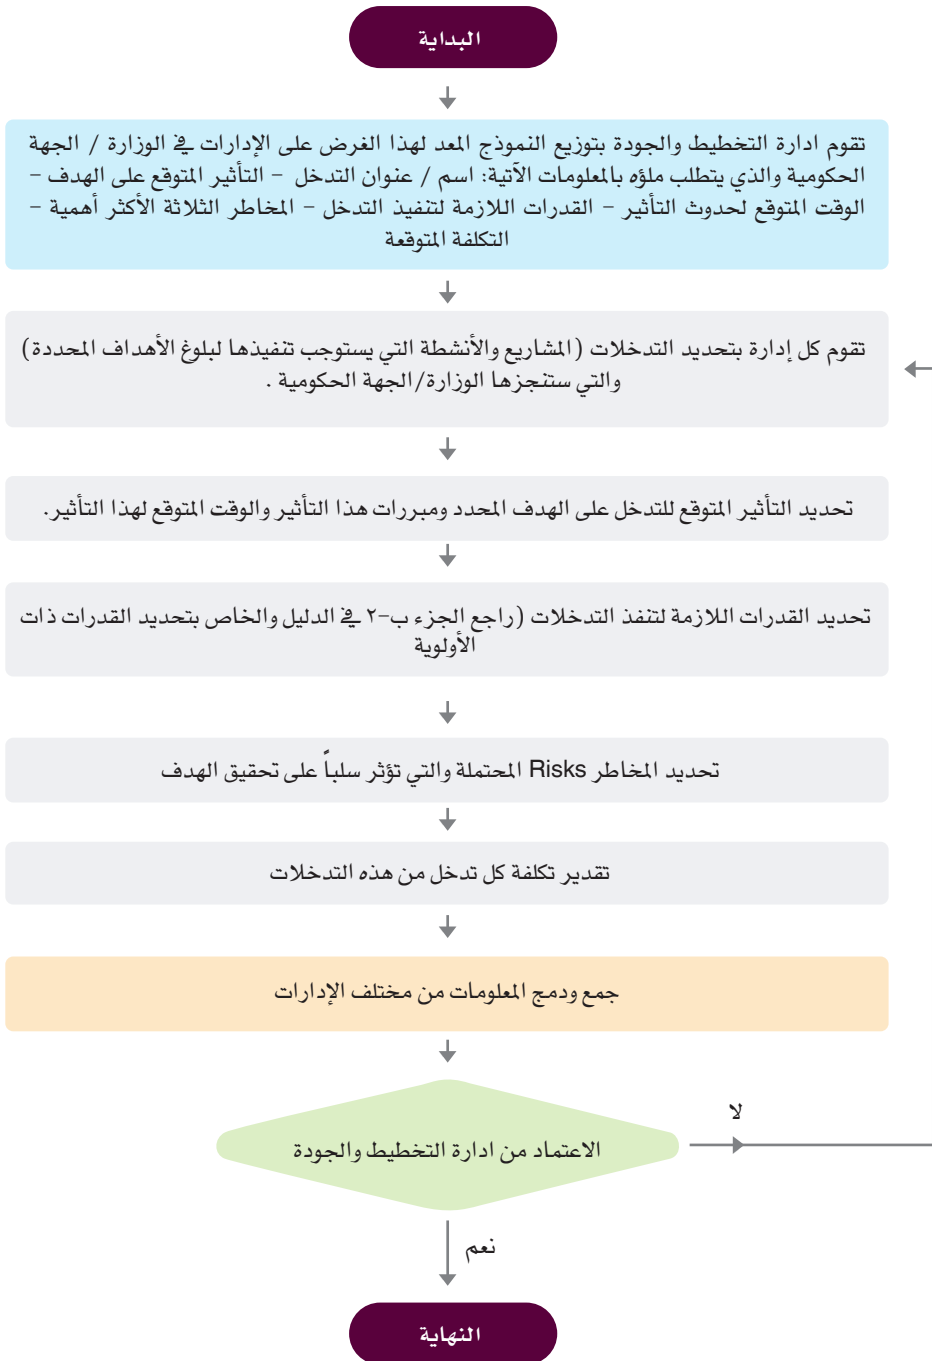 البداية
تقوم ادارة التخطيط والجودة بتوزيع النموذج المعد لهذا الغرض على الإدارات في الوزارة / الجهة
الحكومية والذي يتطلب ملؤه بالمعلومات الآتية: اسم / عنوان التدخل – التأثير المتوقع على الهدف –
الوقت المتوقع لحدوث التأثير – القدرات اللازمة لتنفيذ التدخل – المخاطر الثلاثة الأكثر أهمية –
التكلفة المتوقعة
تقوم كل إدارة بتحديد التدخلات (المشاريع والأنشطة التي يستوجب تنفيذها لبلوغ الأهداف المحددة)
والتي ستنجزها الوزارة/الجهة الحكومية .
تحديد التأثير المتوقع للتدخل على الهدف المحدد ومبررات هذا التأثير والوقت المتوقع لهذا التأثير.
تحديد القدرات اللازمة لتنفذ التدخلات (راجع الجزء ب-٢ في الدليل والخاص بتحديد القدرات ذات
الأولوية
تحديد المخاطر Risks المحتملة والتي تؤثر سلباً على تحقيق الهدف
تقدير تكلفة كل تدخل من هذه التدخلات
جمع ودمج المعلومات من مختلف الإدارات
الاعتماد من ادارة التخطيط والجودة
لا
نعم
النهاية